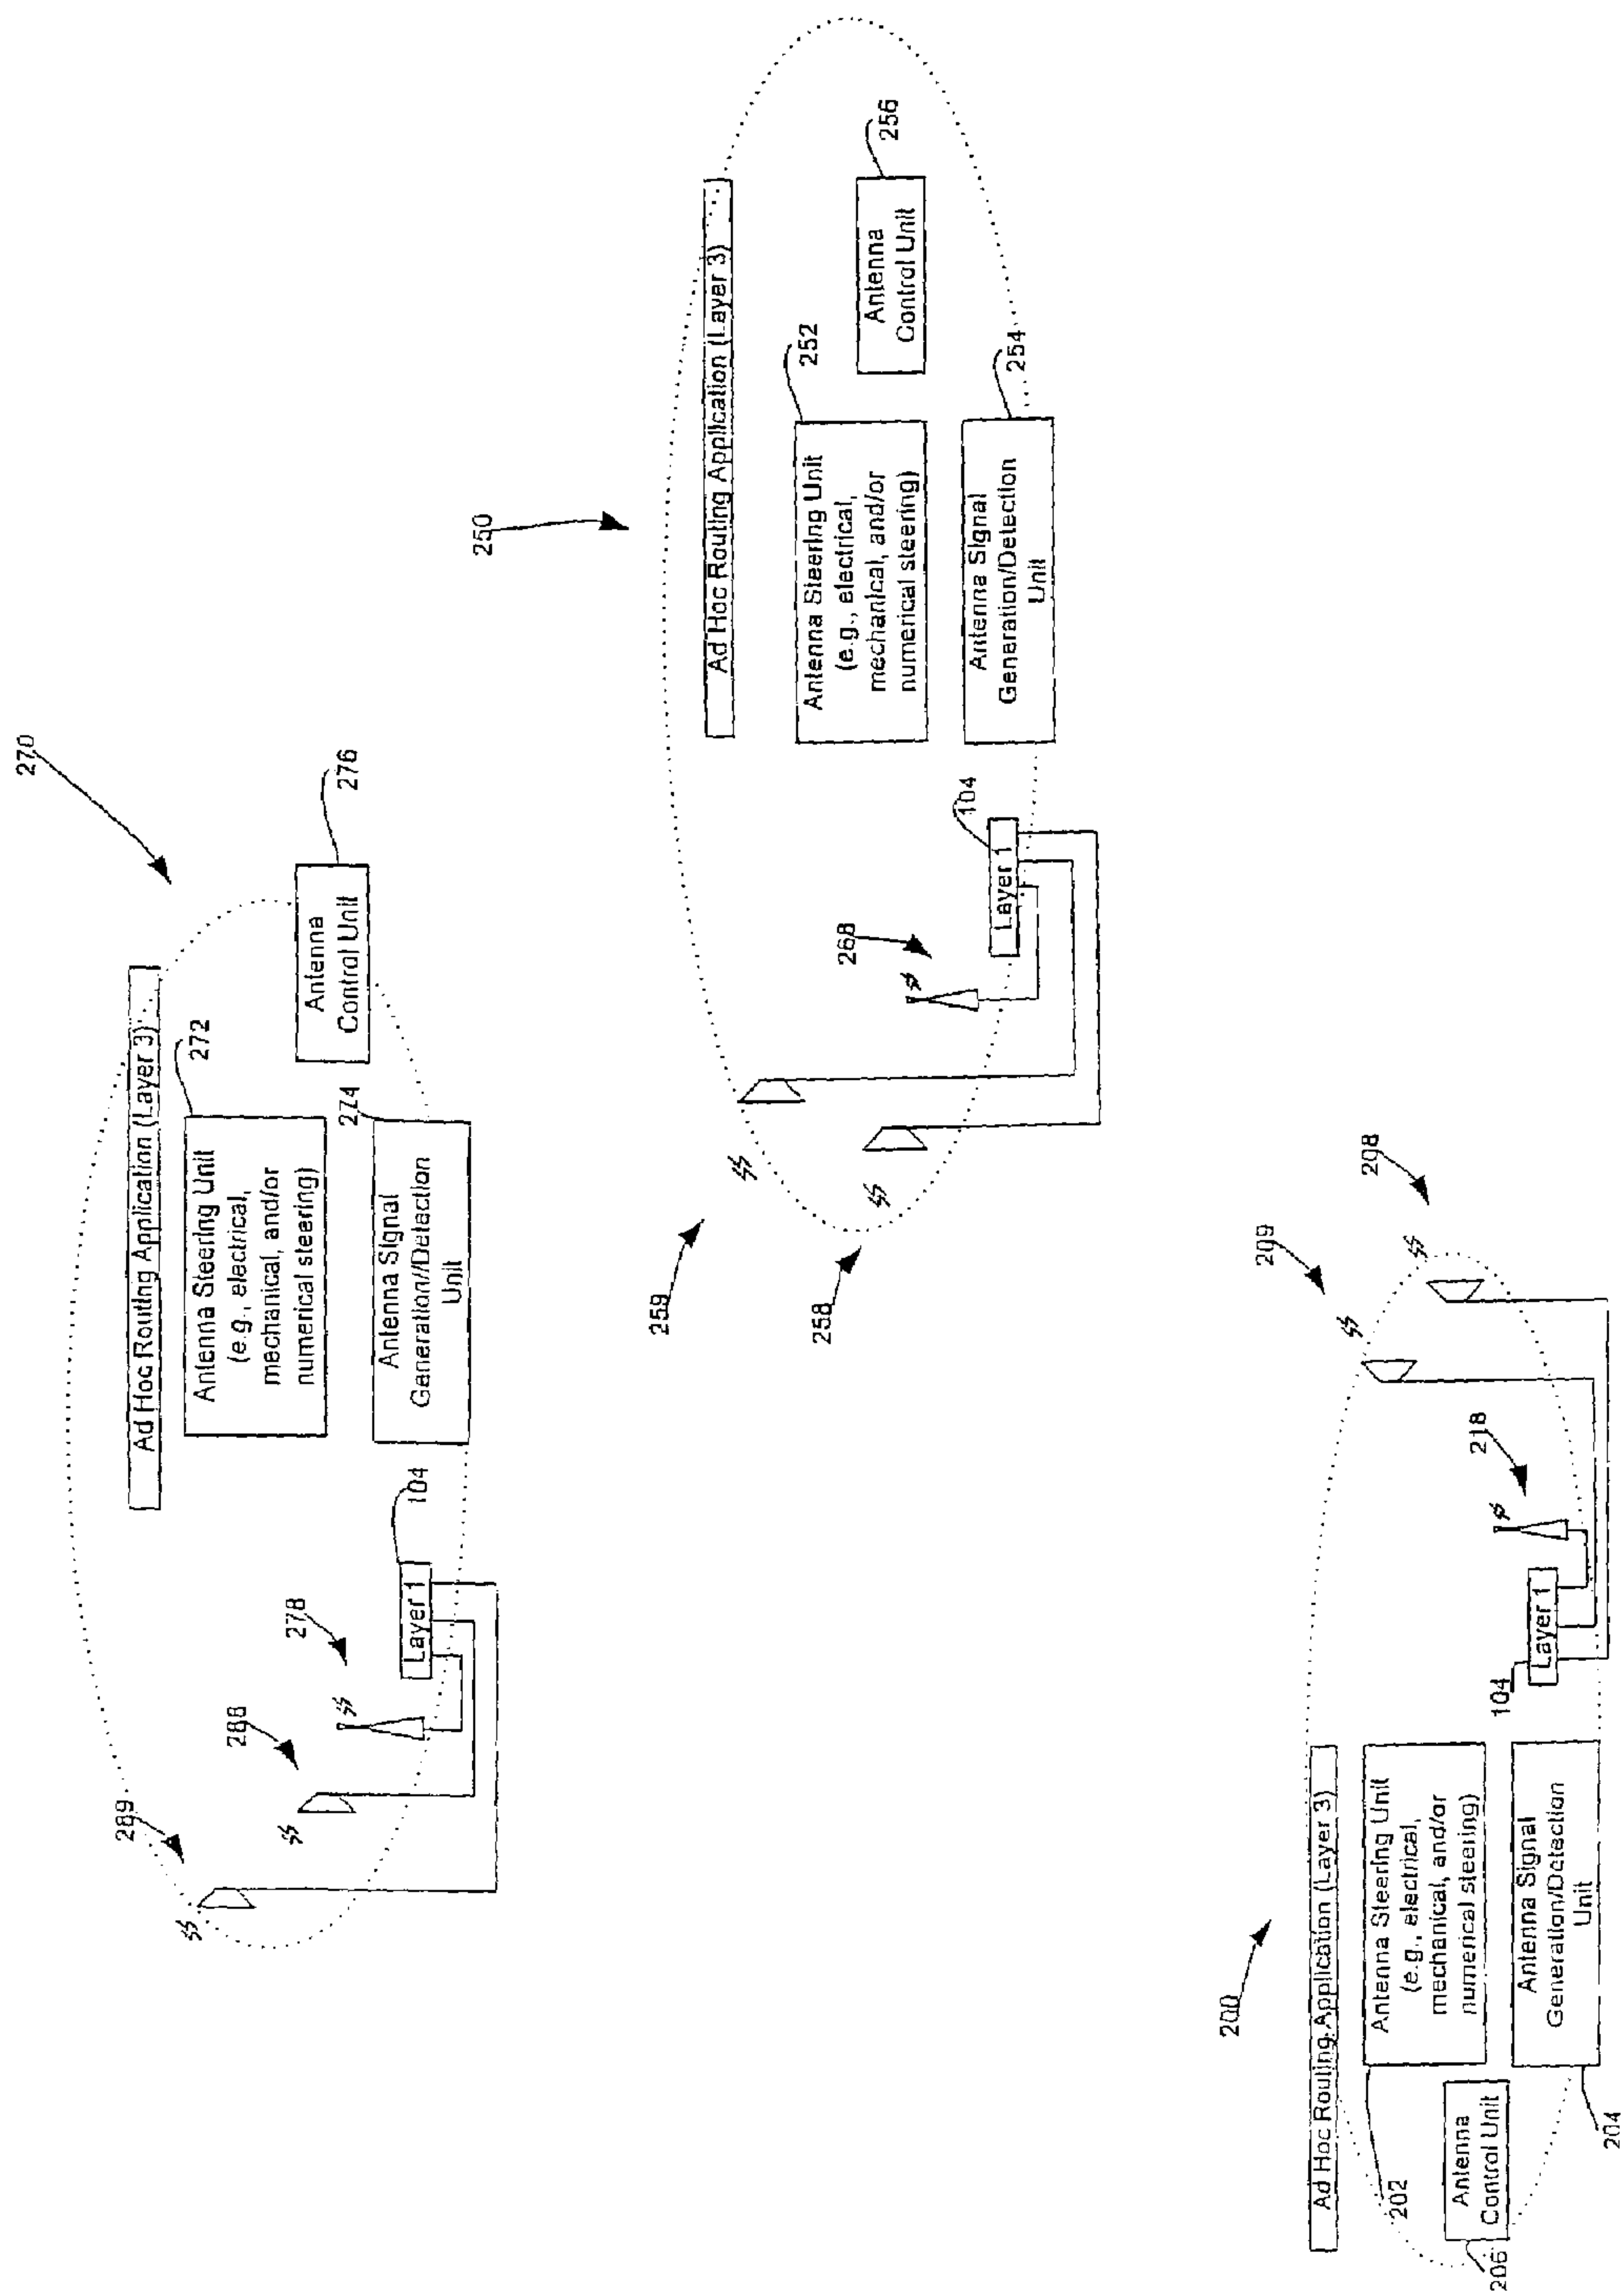 270
Ad Hoc Routing Application (Layer 3)
272
Antenna Steering Unit
(e.g., electrical,
mechanical, and/or
numerical steering)
276
Antenna
Control Unit
274
Antenna Signal
Generation//Detection
Unit
104
Layer 1
278
288
289
250
Ad Hoc Routing Application (Layer 3)
252
Antenna Steering Unit
(e.g., electrical,
mechanical, and/or
numerical steering)
256
Antenna
Control Unit
254
Antenna Signal
Generation/Detection
Unit
104
Layer 1
268
259
258
200
Ad Hoc Routing Application (Layer 3)
202
Antenna Steering Unit
(e.g., electrical,
mechanical, and/or
numerical steering)
206
Antenna
Control Unit
204
Antenna Signal
Generation/Detection
Unit
104
Layer 1
218
209
208